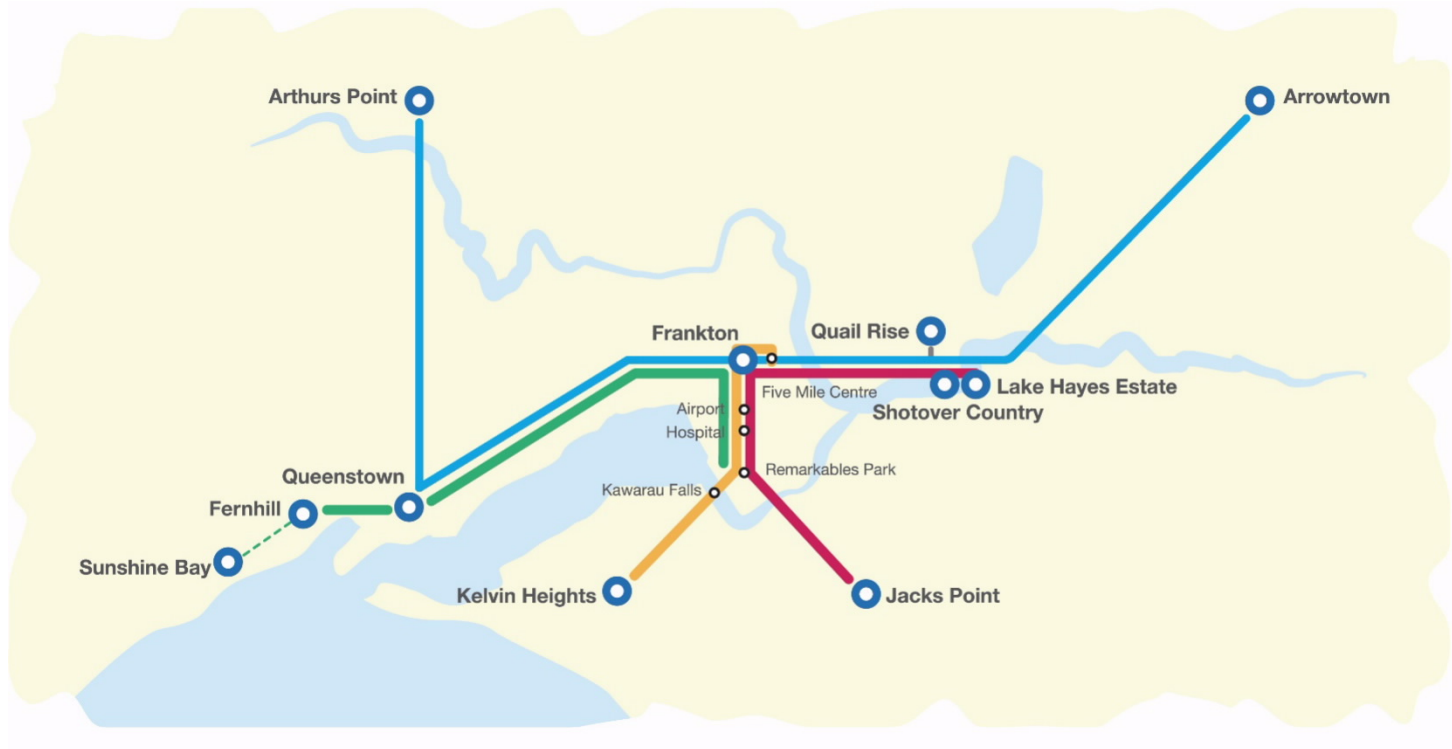 Arthurs Point
Arrowtown
Frankton
Quail Rise
Lake Hayes Estate
Five Mile Centre
Airport
Shotover Country
Hospital
Remarkables Park
Queenstown
Kawarau Falls
Fernhill
Sunshine Bay
Kelvin Heights
Jacks Point